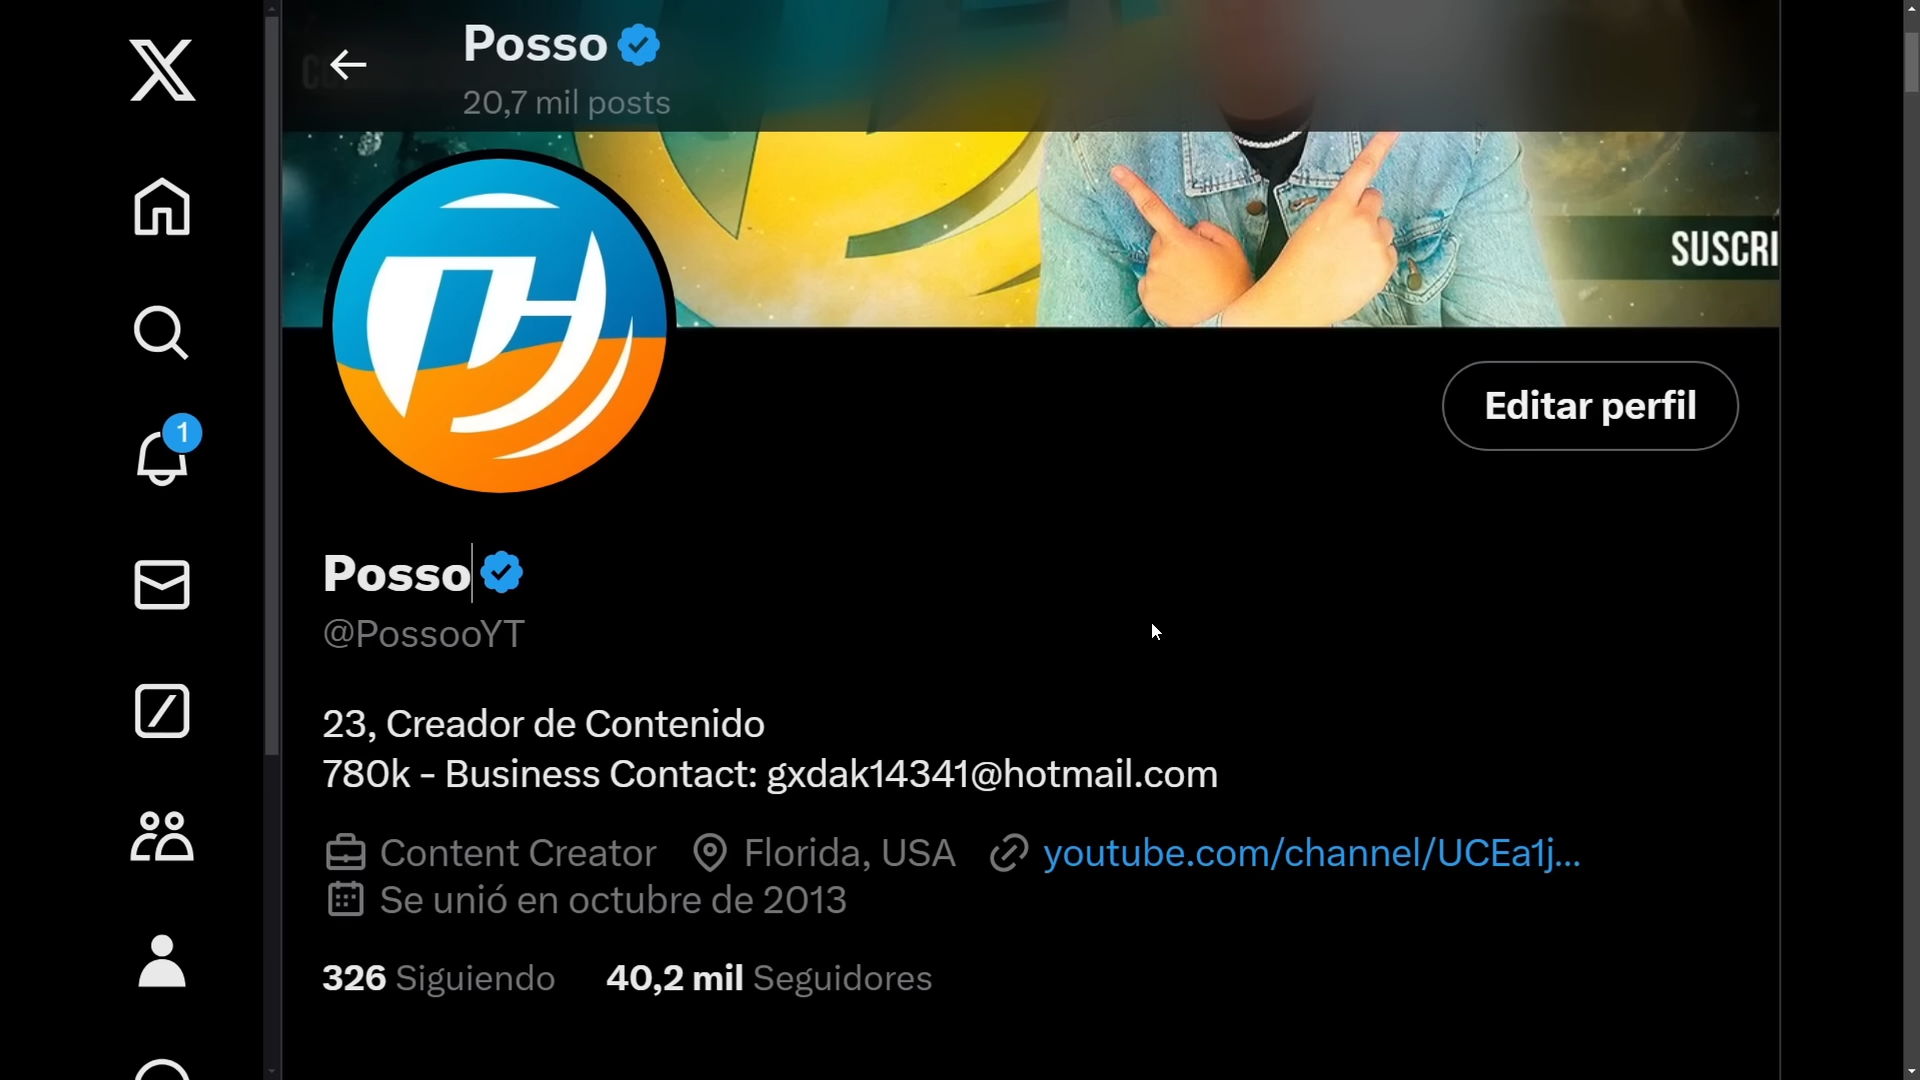 Posso
20,7 mil posts
SUSCRI
Editar perfil
1
Posso
@PossooYT
23, Creador de Contenido
780k - Business Contact: gxdak14341@hotmail.com
Content Creator Florida, USA youtube.com/channel/UCEa1j...
Se unió en octubre de 2013
326 Siguiendo 40,2 mil Seguidores